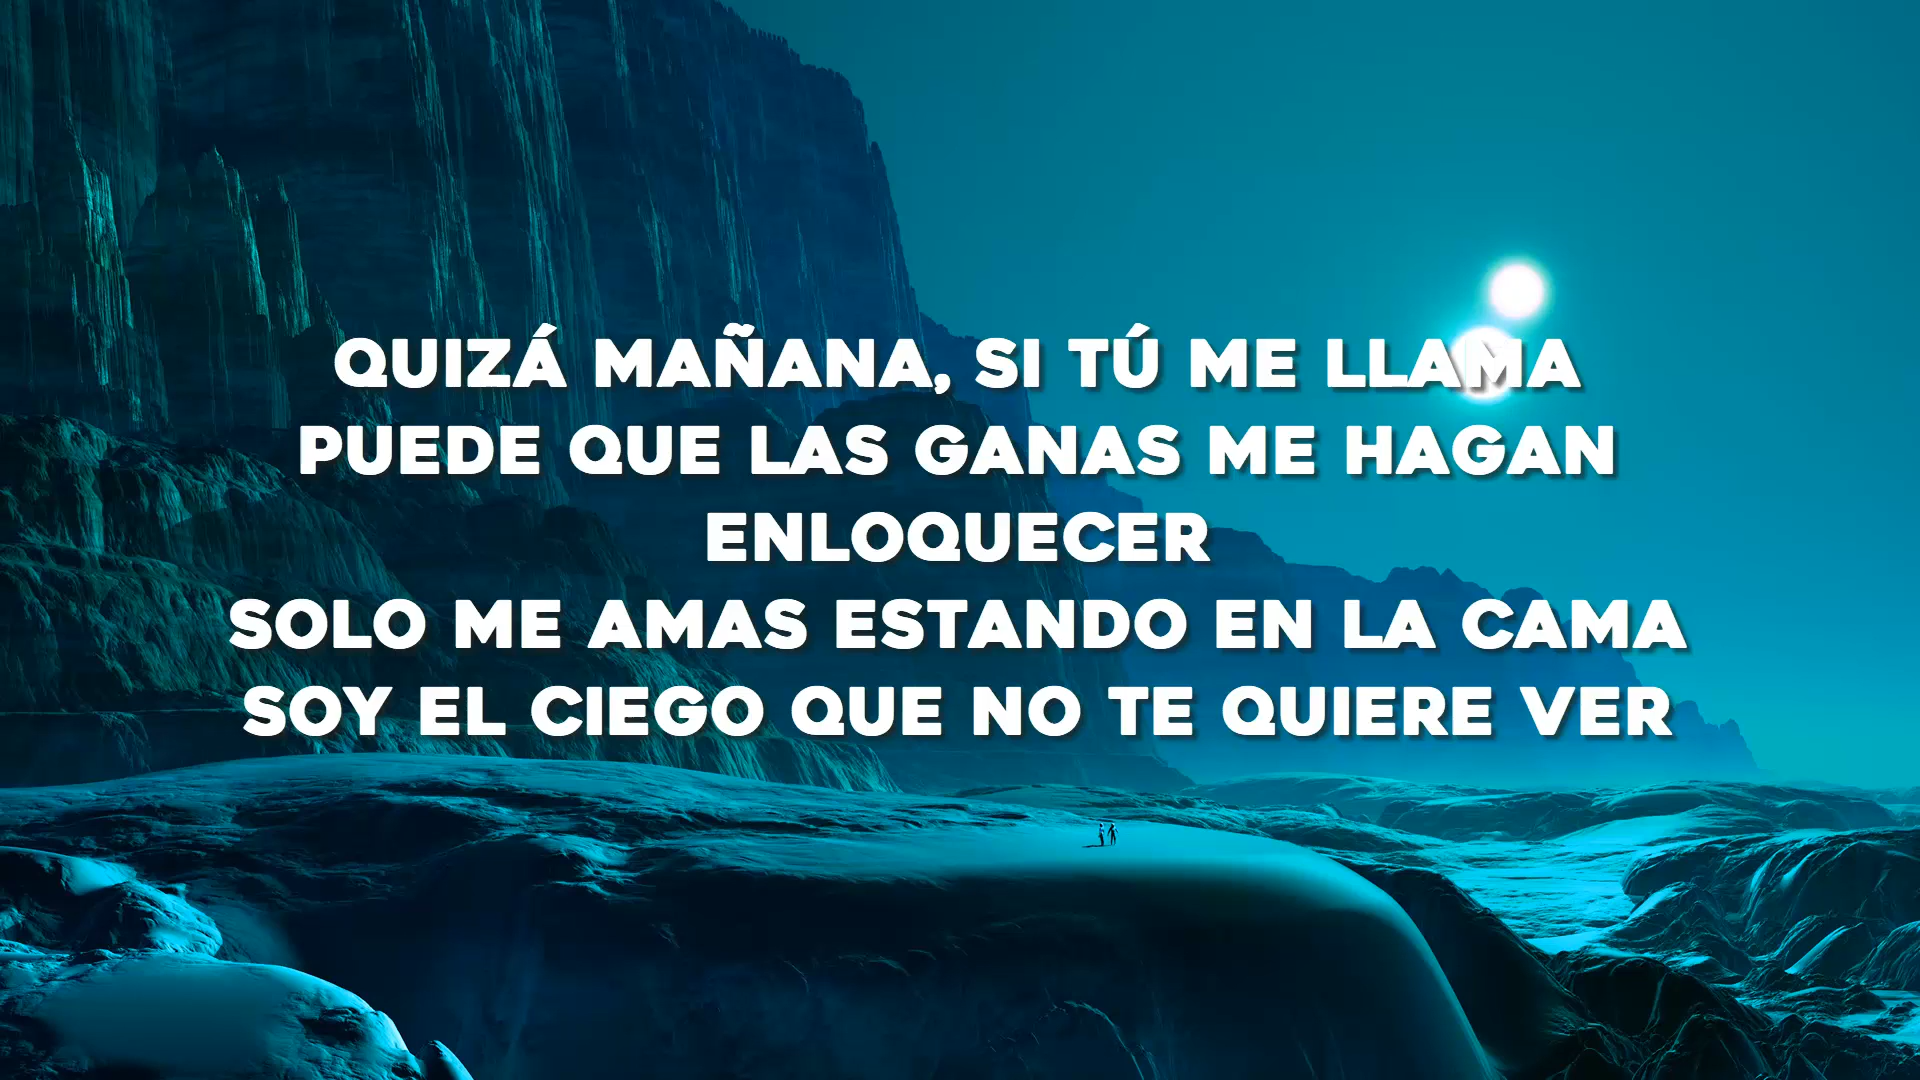 QUIZÁ MAÑANA, SI TÚ ME LLAMA
PUEDE QUE LAS GANAS ME HAGAN
ENLOQUECER
SOLO ME AMAS ESTANDO EN LA CAMA
SOY EL CIEGO QUE NO TE QUIERE VER